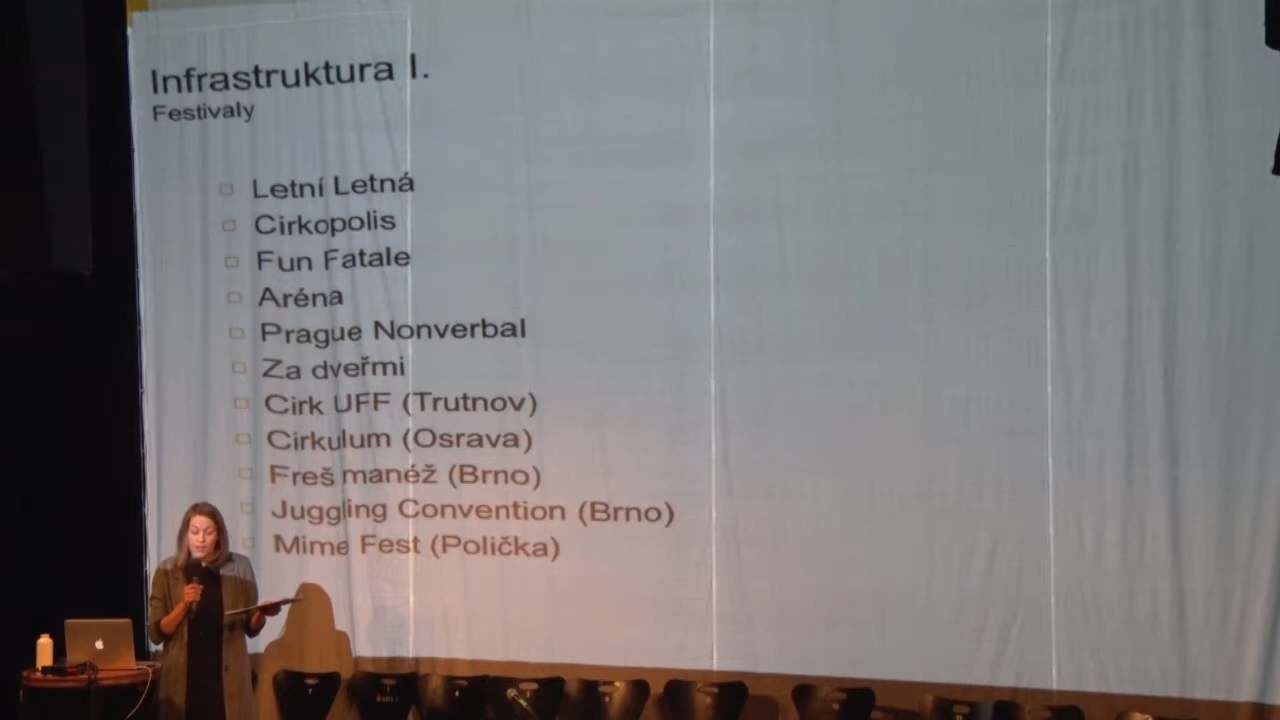 Infrastruktura I.
Festivaly
Letní Letná
Cirkopolis
Fun Fatale
Aréna
Prague Nonverbal
Za dveřmi
Cirk UFF (Trutnov)
Cirkulum (Osrava)
Freš manéž (Brno)
Juggling Convention (Brno)
Mime Fest (Polička)